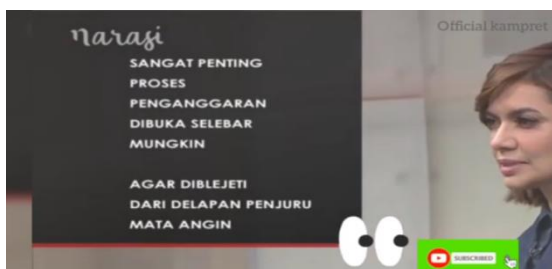 Official kampret
narasi
SANGAT PENTING
PROSES
PENGANGGARAN
DIBUKA SELEBAR
MUNGKIN
AGAR DIBLEJETI
DARI DELAPAN PENJURU
MATA ANGIN
SUBSCRIBED